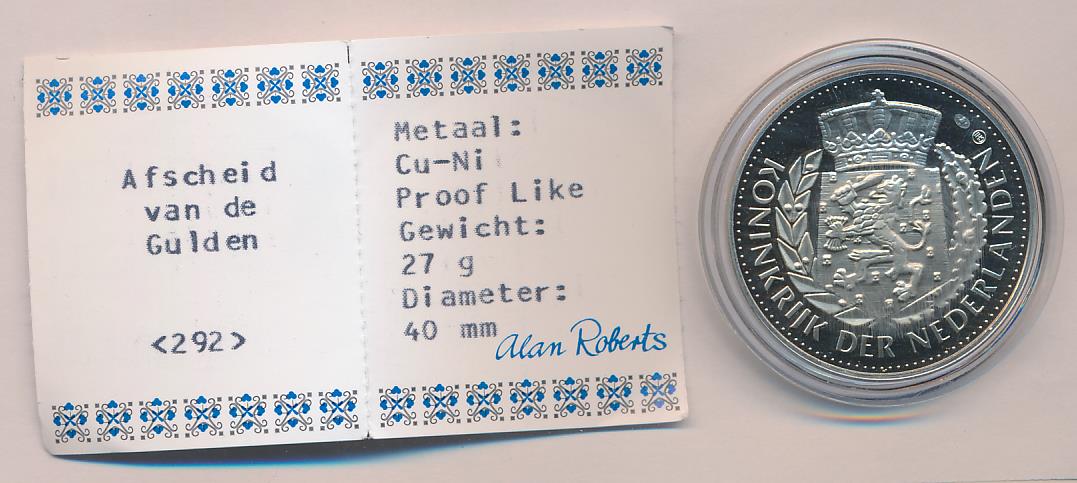 Afscheid
van de
Gulden
<292>
Metaal:
Cu-Ni
Proof Like
Gewicht:
27 g
Diameter:
40 mm
Alan Roberts
KONINKRIJK DER NEDERLANDEN